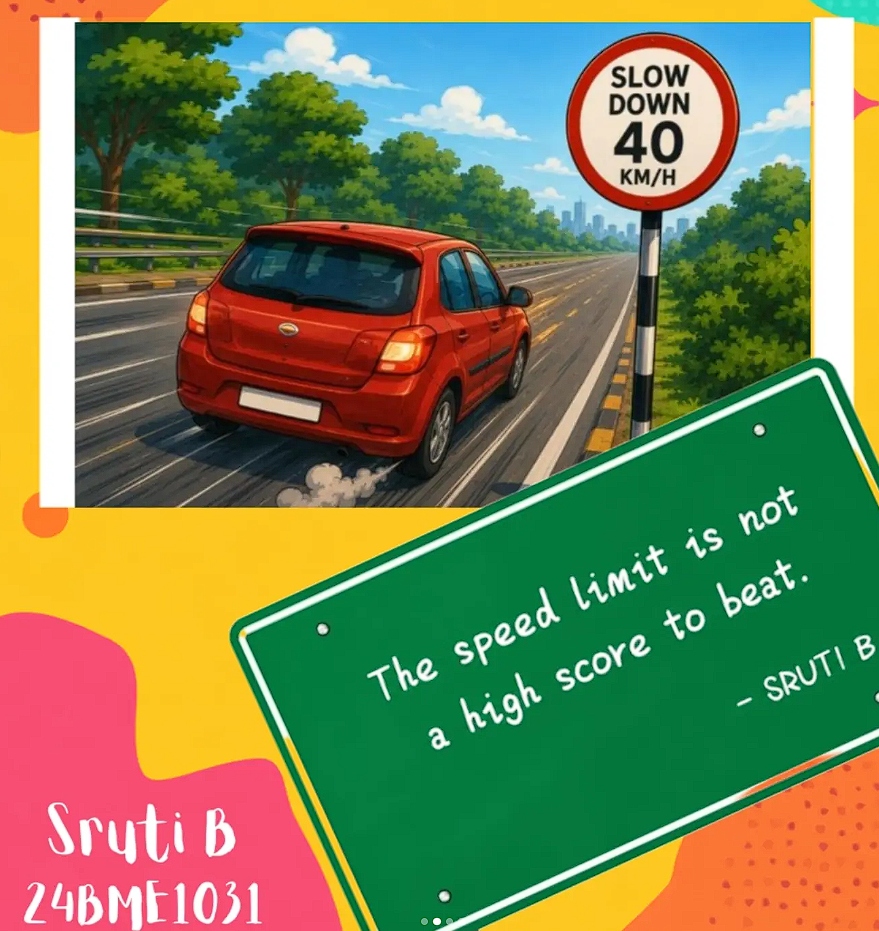 SLOW
DOWN
40
KM/H
The speed limit is not
a high score to beat.
- SRUTI B
Sruti B
24BME1031